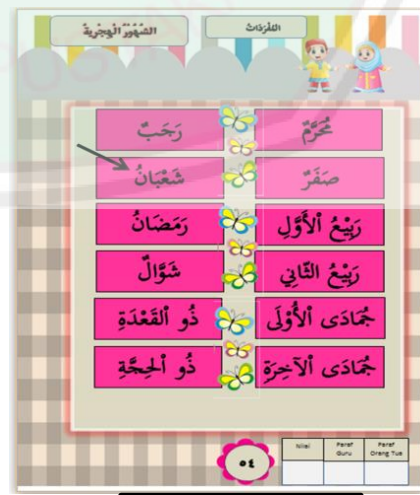 المُفْرَدَاتُ
الشُّهُوْرُ الْهِجْرِيَةُ
مُحَرَّمٌ
رَجَبٌ
صَفَرٌ
شَعْبَانُ
رَبِيْعُ الْأَوَّلِ
رَمَضَانُ
رَبِيْعُ الثَّانِي
شَوَّالٌ
جُمَادَى الْأُوْلَى
ذُو الْقَعْدَةِ
جُمَادَى الْآخِرَةِ
ذُو الْحِجَّةِ
٥٤
Nilai
Paraf Guru
Paraf Orang Tua